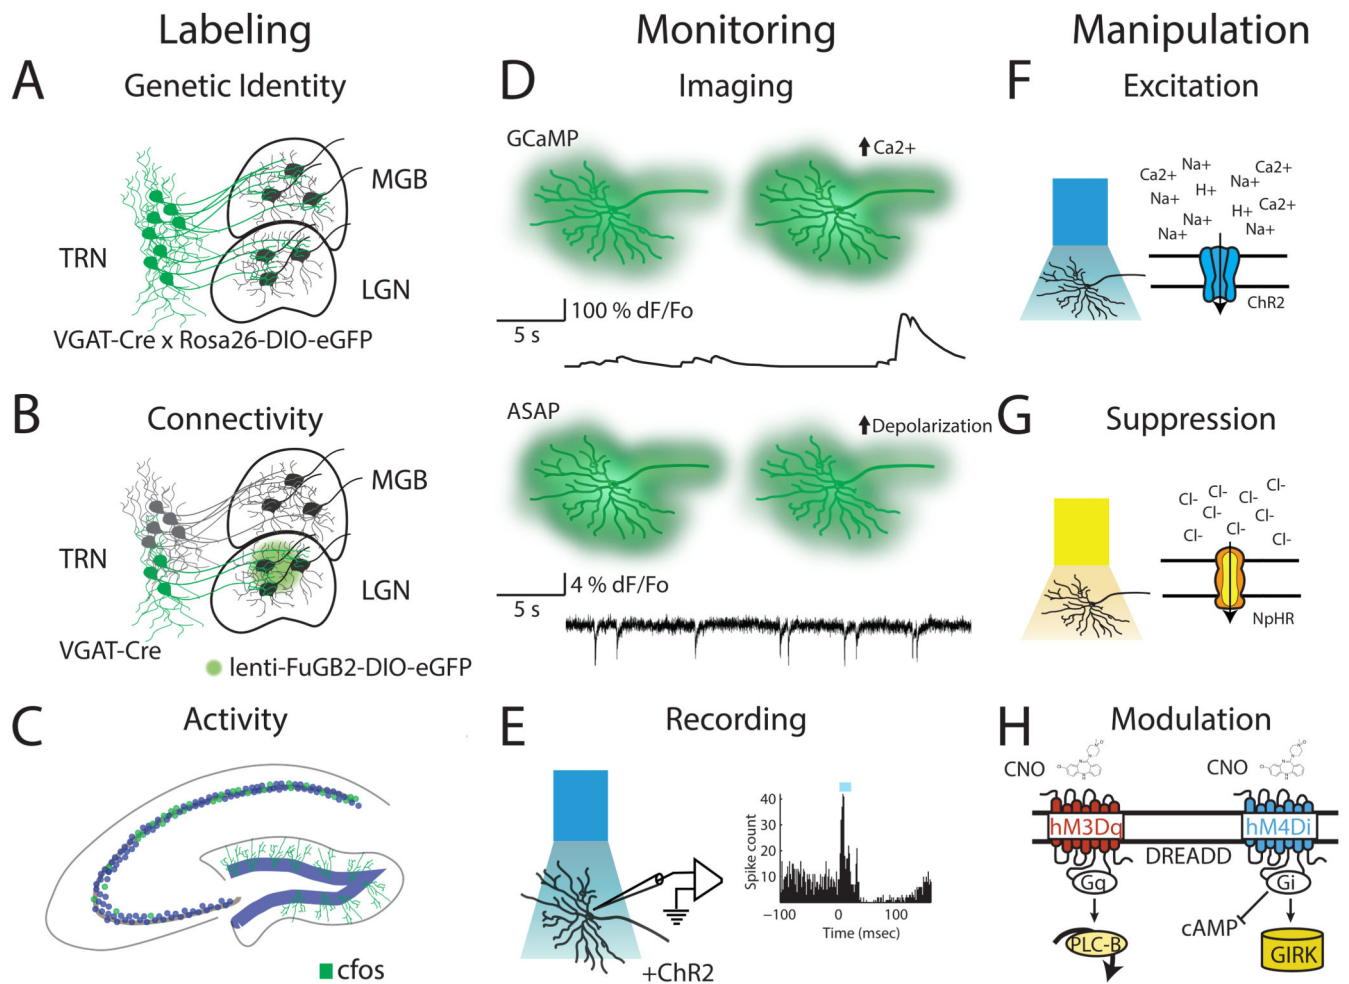 Labeling
Monitoring
Manipulation
A
Genetic Identity
MGB
TRN
LGN
VGAT-Cre x Rosa26-DIO-eGFP
B
Connectivity
MGB
TRN
LGN
VGAT-Cre
lenti-FuGB2-DIO-eGFP
C
Activity
cfos
D
Imaging
GCaMP
Ca2+
100 % dF/Fo
5 s
ASAP
Depolarization
4 % dF/Fo
5 s
E
Recording
+ChR2
Spike count
40
30
20
10
-100
0
100
Time (msec)
F
Excitation
Ca2+
Na+
Na+
H+
Na+
Na+
Na+
Ca2+
H+
Ca2+
Na+
ChR2
G
Suppression
Cl-
Cl-
Cl-
Cl-
Cl-
Cl-
Cl-
Cl-
NpHR
H
Modulation
CNO
CNO
hM3Dq
hM4Di
DREADD
Gq
Gi
cAMP
PLC-B
GIRK